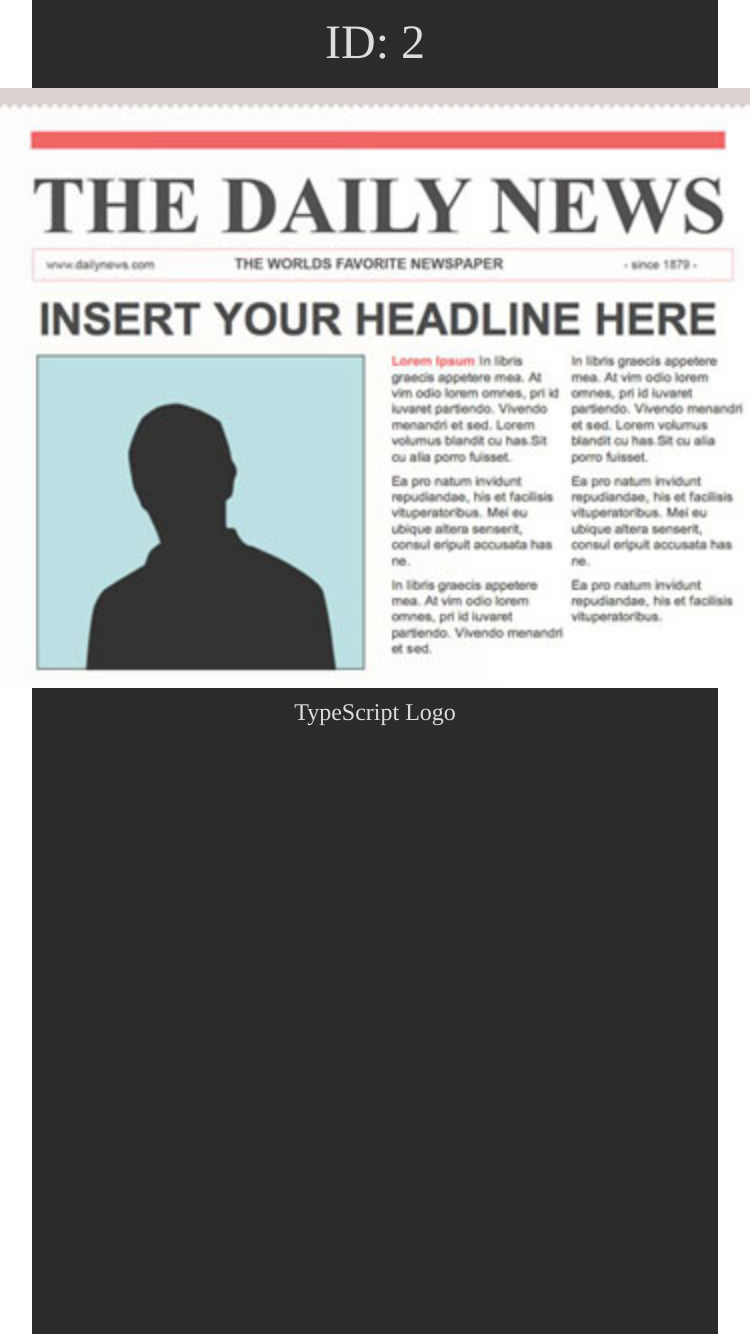 ID: 2
THE DAILY NEWS
www.dailynews.com THE WORLDS FAVORITE NEWSPAPER - since 1879 -
INSERT YOUR HEADLINE HERE
Lorem Ipsum In libris
graecis appetere mea. At
vim odio lorem omnes, pri id
iuvaret partiendo. Vivendo
menandri et sed. Lorem
volumus blandit cu has.Sit
cu alia porro fuisset.
Ea pro natum invidunt
repudiandae, his et facilisis
vituperatoribus. Mei eu
ubique altera senserit,
consul eripuit accusata has
ne.
In libris graecis appetere
mea. At vim odio lorem
omnes, pri id iuvaret
partiendo. Vivendo menandri
et sed.
In libris graecis appetere
mea. At vim odio lorem
omnes, pri id iuvaret
partiendo. Vivendo menandri
et sed. Lorem volumus
blandit cu has.Sit cu alia
porro fuisset.
Ea pro natum invidunt
repudiandae, his et facilisis
vituperatoribus. Mei eu
ubique altera senserit,
consul eripuit accusata has
ne.
Ea pro natum invidunt
repudiandae, his et facilisis
vituperatoribus.
TypeScript Logo